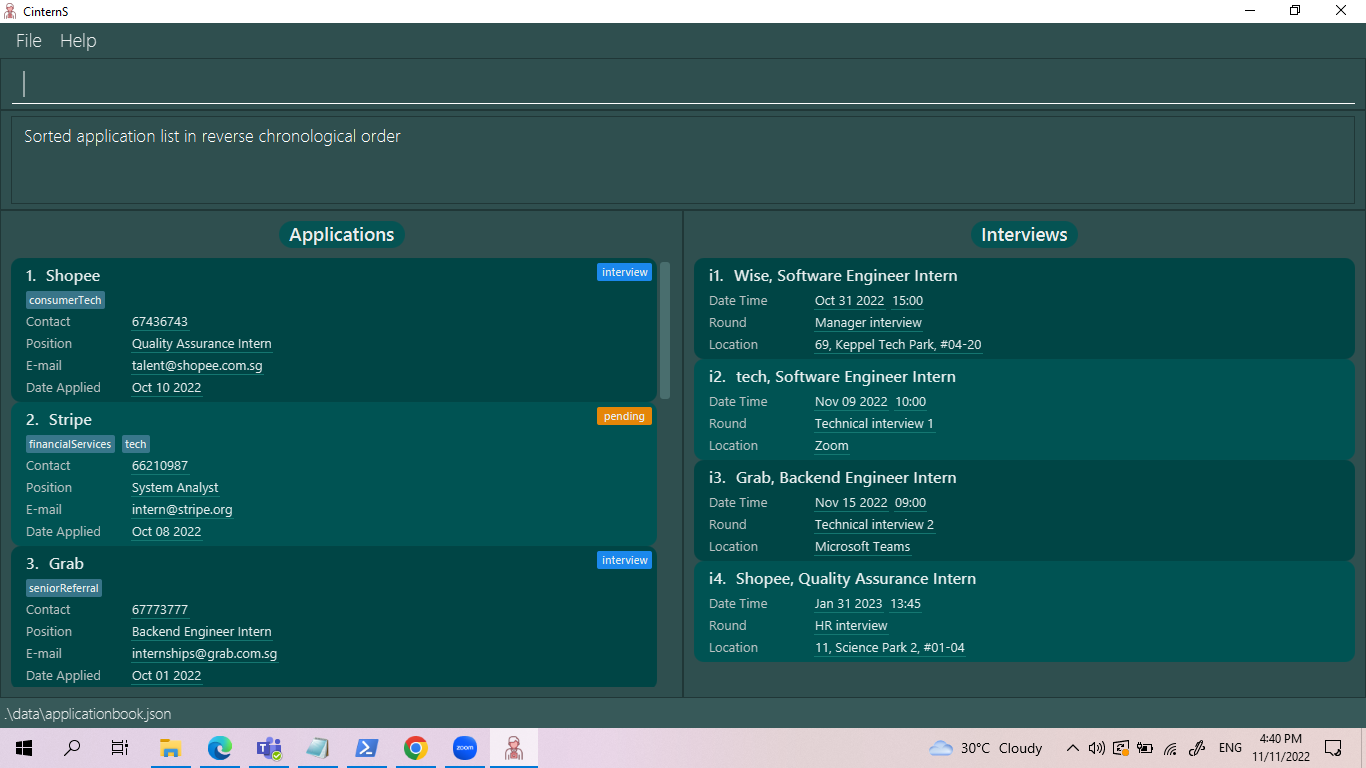 CinternS
File Help
Sorted application list in reverse chronological order
Applications
1. Shopee
interview
consumerTech
Contact 67436743
Position Quality Assurance Intern
E-mail talent@shopee.com.sg
Date Applied Oct 10 2022
2. Stripe
pending
financialServices tech
Contact 66210987
Position System Analyst
E-mail intern@stripe.org
Date Applied Oct 08 2022
3. Grab
interview
seniorReferral
Contact 67773777
Position Backend Engineer Intern
E-mail internships@grab.com.sg
Date Applied Oct 01 2022
Interviews
i1. Wise, Software Engineer Intern
Date Time Oct 31 2022 15:00
Round Manager interview
Location 69, Keppel Tech Park, #04-20
i2. tech, Software Engineer Intern
Date Time Nov 09 2022 10:00
Round Technical interview 1
Location Zoom
i3. Grab, Backend Engineer Intern
Date Time Nov 15 2022 09:00
Round Technical interview 2
Location Microsoft Teams
i4. Shopee, Quality Assurance Intern
Date Time Jan 31 2023 13:45
Round HR interview
Location 11, Science Park 2, #01-04
.\data\applicationbook.json
zoom
30°C Cloudy
ENG
4:40 PM
11/11/2022